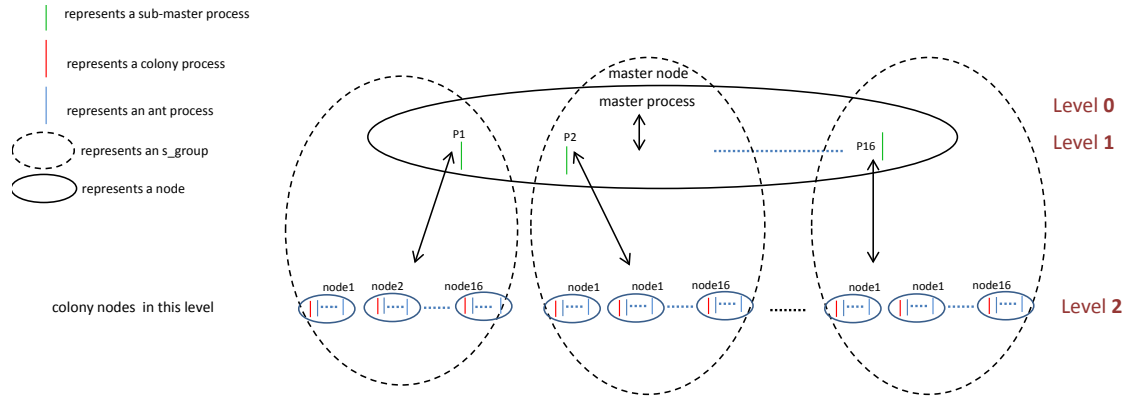 represents a sub-master process
represents a colony process
represents an ant process
represents an s_group
represents a node
master node
master process
P1
P2
P16
Level 0
Level 1
node1
node2
node16
node1
node1
node16
node1
node1
node16
colony nodes in this level
Level 2